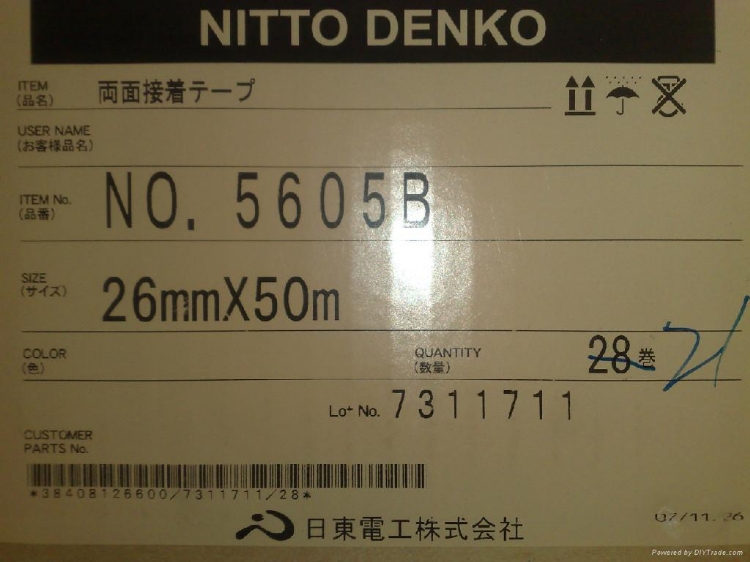 NITTO DENKO
ITEM
(品名) 両面接着テープ
USER NAME
(お客様品名)
ITEM No.
(品番) NO. 5605B
SIZE
(サイズ) 26mmX50m
COLOR
(色)
QUANTITY
(数量) 28 巻 21
Lot No. 7311711
CUSTOMER
PARTS No.
*38408126600/7311711/28*
日東電工株式会社
07/11.26
Powered by DIYTrade.com